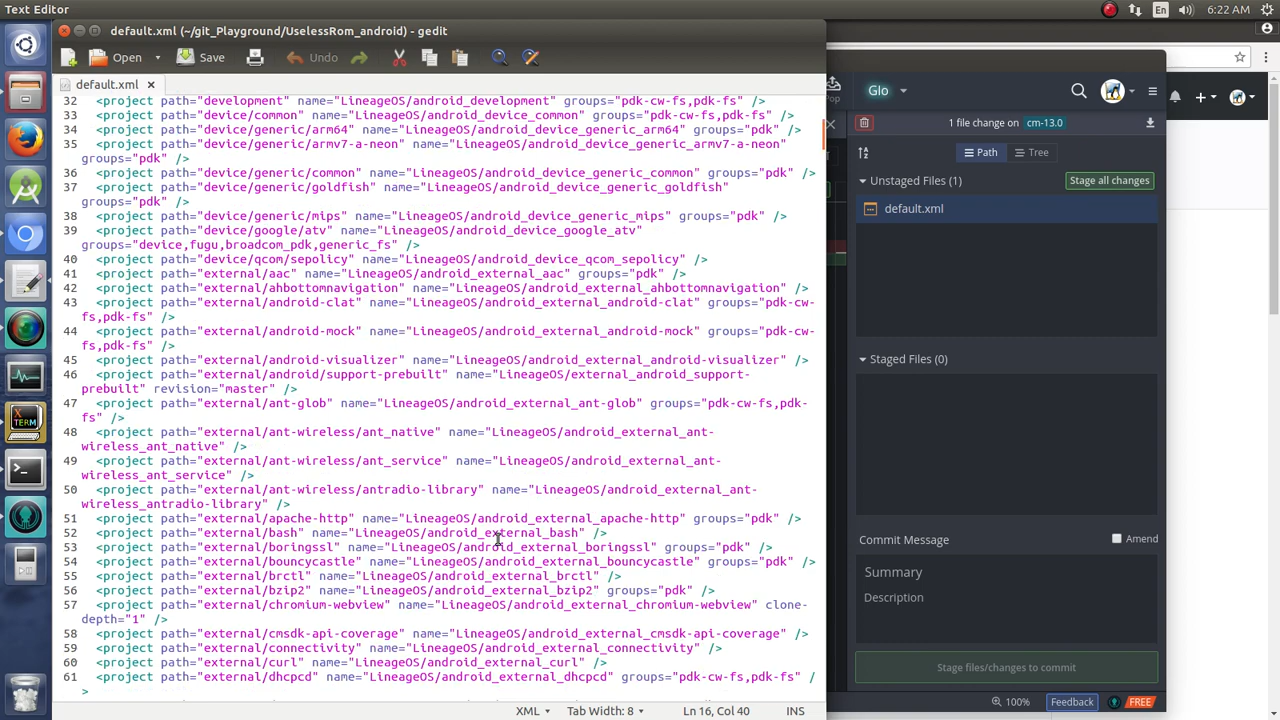 Text Editor
En
6:22 AM
default.xml (~/git_Playground/UselessRom_android) - gedit
Open
Save
Undo
default.xml
32 <project path="development" name="LineageOS/android_development" groups="pdk-cw-fs,pdk-fs" />
33 <project path="device/common" name="LineageOS/android_device_common" groups="pdk-cw-fs,pdk-fs" />
34 <project path="device/generic/arm64" name="LineageOS/android_device_generic_arm64" groups="pdk" />
35 <project path="device/generic/armv7-a-neon" name="LineageOS/android_device_generic_armv7-a-neon"
groups="pdk" />
36 <project path="device/generic/common" name="LineageOS/android_device_generic_common" groups="pdk" />
37 <project path="device/generic/goldfish" name="LineageOS/android_device_generic_goldfish"
groups="pdk" />
38 <project path="device/generic/mips" name="LineageOS/android_device_generic_mips" groups="pdk" />
39 <project path="device/google/atv" name="LineageOS/android_device_google_atv"
groups="device,fugu,broadcom_pdk,generic_fs" />
40 <project path="device/qcom/sepolicy" name="LineageOS/android_device_qcom_sepolicy" />
41 <project path="external/aac" name="LineageOS/android_external_aac" groups="pdk" />
42 <project path="external/ahbottomnavigation" name="LineageOS/android_external_ahbottomnavigation" />
43 <project path="external/android-clat" name="LineageOS/android_external_android-clat" groups="pdk-cw-
fs,pdk-fs" />
44 <project path="external/android-mock" name="LineageOS/android_external_android-mock" groups="pdk-cw-
fs,pdk-fs" />
45 <project path="external/android-visualizer" name="LineageOS/android_external_android-visualizer" />
46 <project path="external/android/support-prebuilt" name="LineageOS/external_android_support-
prebuilt" revision="master" />
47 <project path="external/ant-glob" name="LineageOS/android_external_ant-glob" groups="pdk-cw-fs,pdk-
fs" />
48 <project path="external/ant-wireless/ant_native" name="LineageOS/android_external_ant-
wireless_ant_native" />
49 <project path="external/ant-wireless/ant_service" name="LineageOS/android_external_ant-
wireless_ant_service" />
50 <project path="external/ant-wireless/antradio-library" name="LineageOS/android_external_ant-
wireless_antradio-library" />
51 <project path="external/apache-http" name="LineageOS/android_external_apache-http" groups="pdk" />
52 <project path="external/bash" name="LineageOS/android_external_bash" />
53 <project path="external/boringssl" name="LineageOS/android_external_boringssl" groups="pdk" />
54 <project path="external/bouncycastle" name="LineageOS/android_external_bouncycastle" groups="pdk" />
55 <project path="external/brctl" name="LineageOS/android_external_brctl" />
56 <project path="external/bzip2" name="LineageOS/android_external_bzip2" groups="pdk" />
57 <project path="external/chromium-webview" name="LineageOS/android_external_chromium-webview" clone-
depth="1" />
58 <project path="external/cmsdk-api-coverage" name="LineageOS/android_external_cmsdk-api-coverage" />
59 <project path="external/connectivity" name="LineageOS/android_external_connectivity" />
60 <project path="external/curl" name="LineageOS/android_external_curl" />
61 <project path="external/dhcpcd" name="LineageOS/android_external_dhcpcd" groups="pdk-cw-fs,pdk-fs" /
>
XML
Tab Width: 8
Ln 16, Col 40
INS
X
TERM
Pop
Glo
1 file change on cm-13.0
Path
Tree
Unstaged Files (1)
Stage all changes
default.xml
Staged Files (0)
Commit Message
Amend
Summary
Description
Stage files/changes to commit
100%
Feedback
FREE